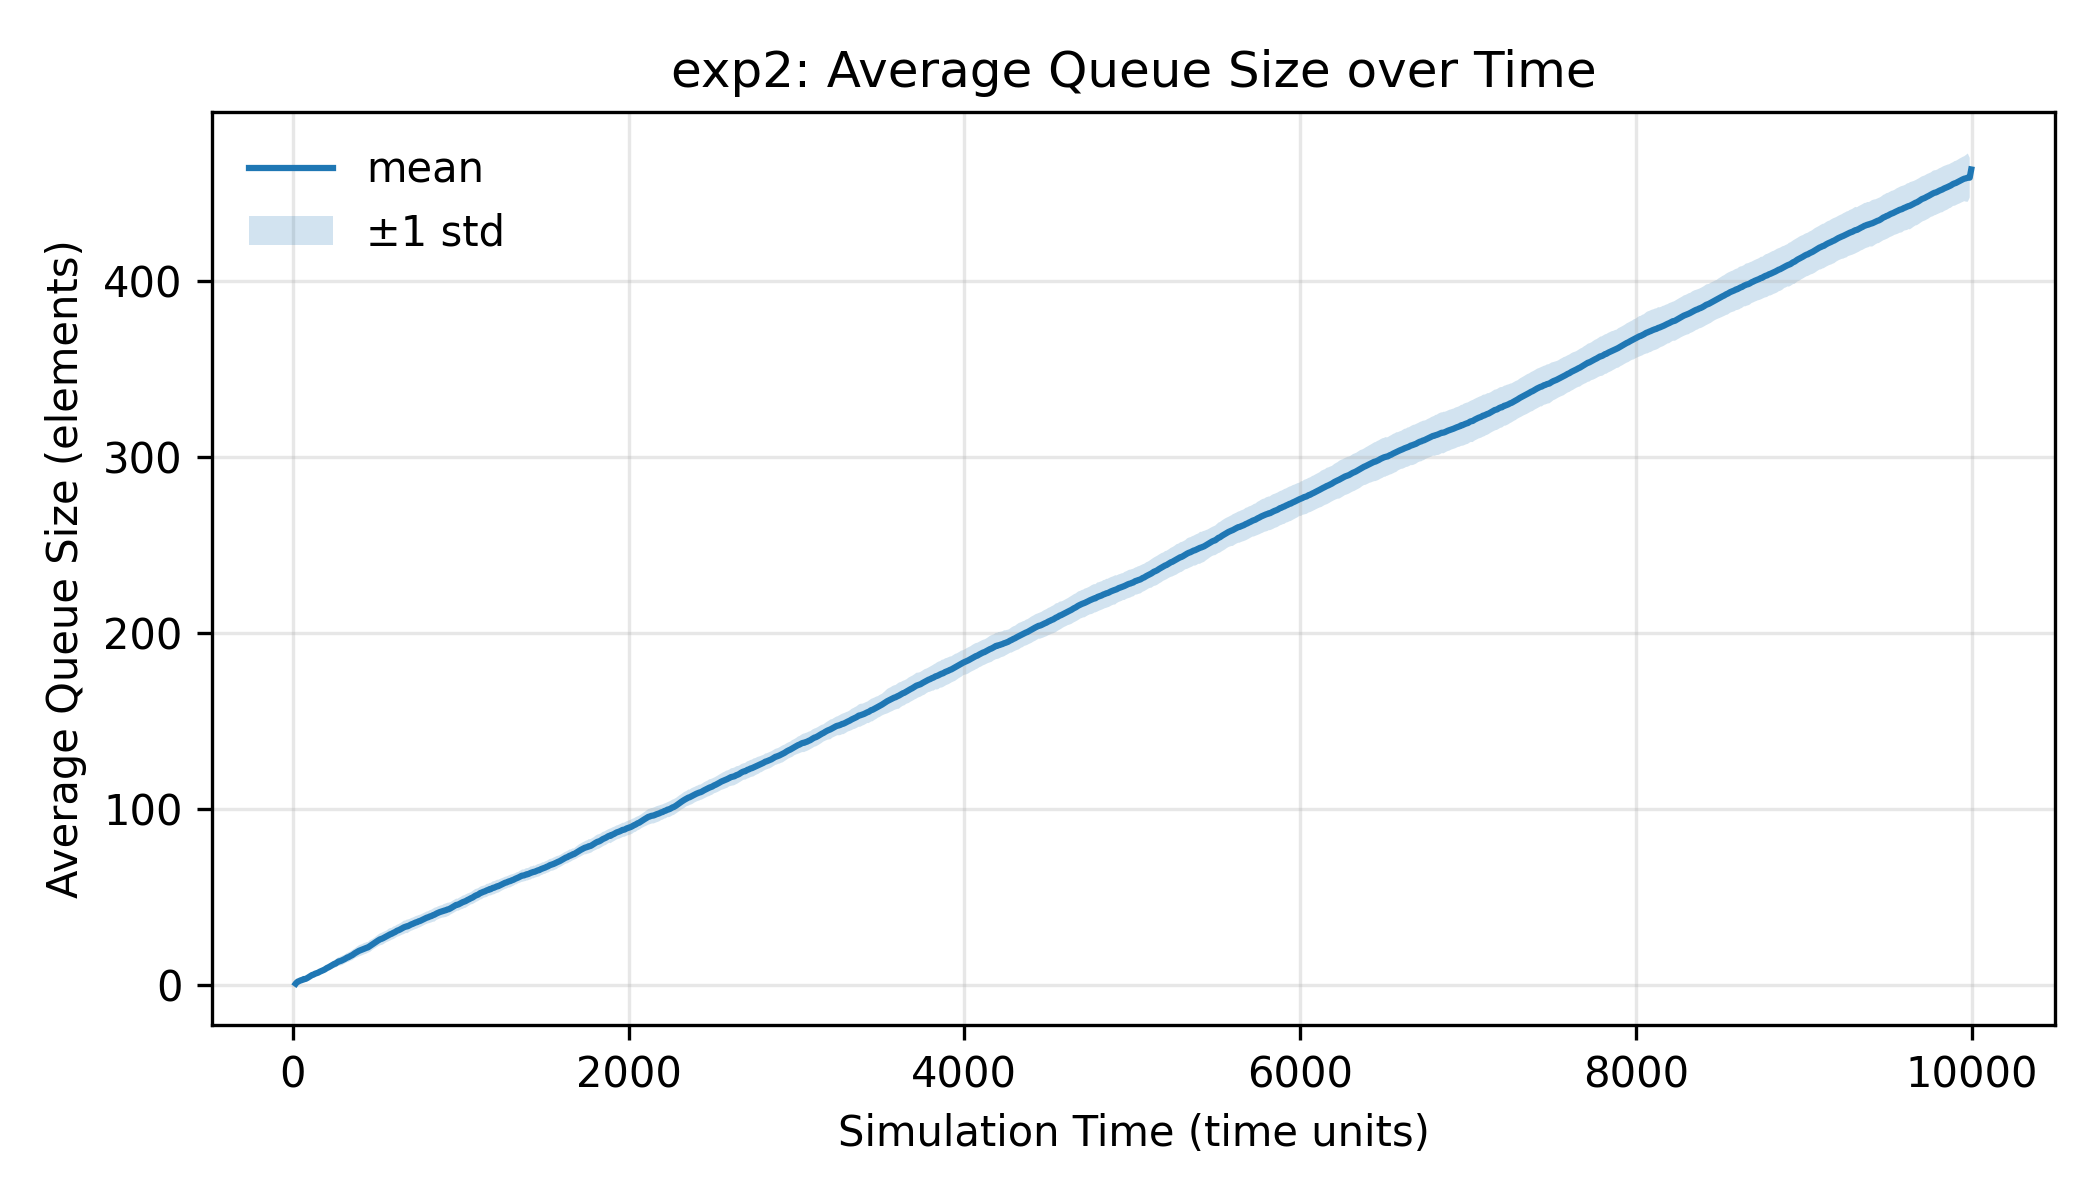 exp2: Average Queue Size over Time
mean
±1 std
Average Queue Size (elements)
400
300
200
100
0
0 2000 4000 6000 8000 10000
Simulation Time (time units)